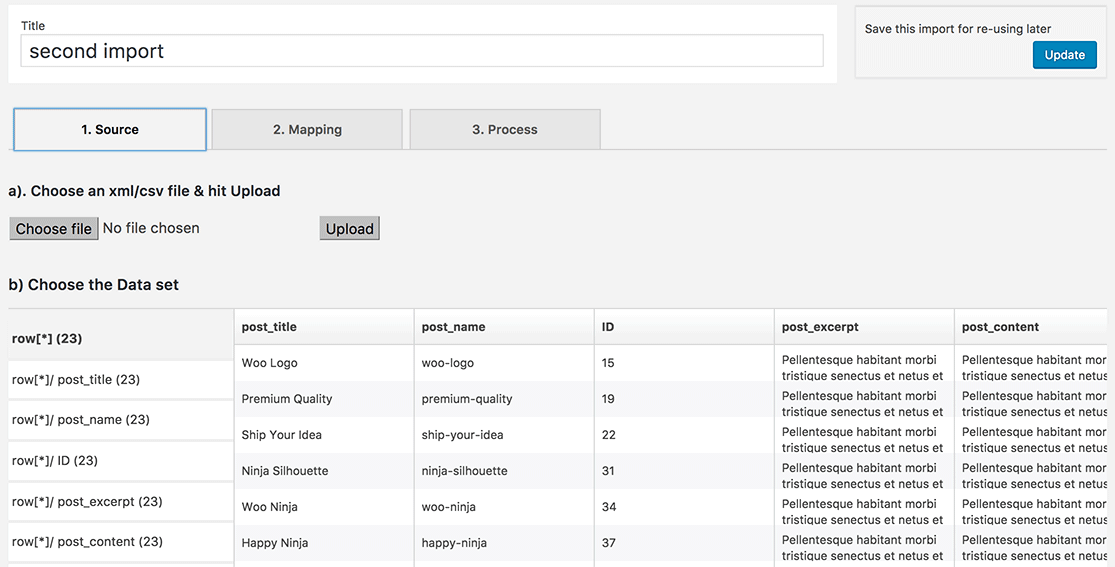 Title
second import
Save this import for re-using later
Update
1. Source
2. Mapping
3. Process
a). Choose an xml/csv file & hit Upload
Choose file No file chosen Upload
b) Choose the Data set
row[*] (23)
row[*]/ post_title (23)
row[*]/ post_name (23)
row[*]/ ID (23)
row[*]/ post_excerpt (23)
row[*]/ post_content (23)
post_title post_name ID post_excerpt post_content
Woo Logo woo-logo 15 Pellentesque habitant morbi Pellentesque habitant mor
tristique senectus et netus et tristique senectus et netus
Premium Quality premium-quality 19 Pellentesque habitant morbi Pellentesque habitant mor
tristique senectus et netus et tristique senectus et netus
Ship Your Idea ship-your-idea 22 Pellentesque habitant morbi Pellentesque habitant mor
tristique senectus et netus et tristique senectus et netus
Ninja Silhouette ninja-silhouette 31 Pellentesque habitant morbi Pellentesque habitant mor
tristique senectus et netus et tristique senectus et netus
Woo Ninja woo-ninja 34 Pellentesque habitant morbi Pellentesque habitant mor
tristique senectus et netus et tristique senectus et netus
Happy Ninja happy-ninja 37 Pellentesque habitant morbi Pellentesque habitant mor
tristique senectus et netus et tristique senectus et netus